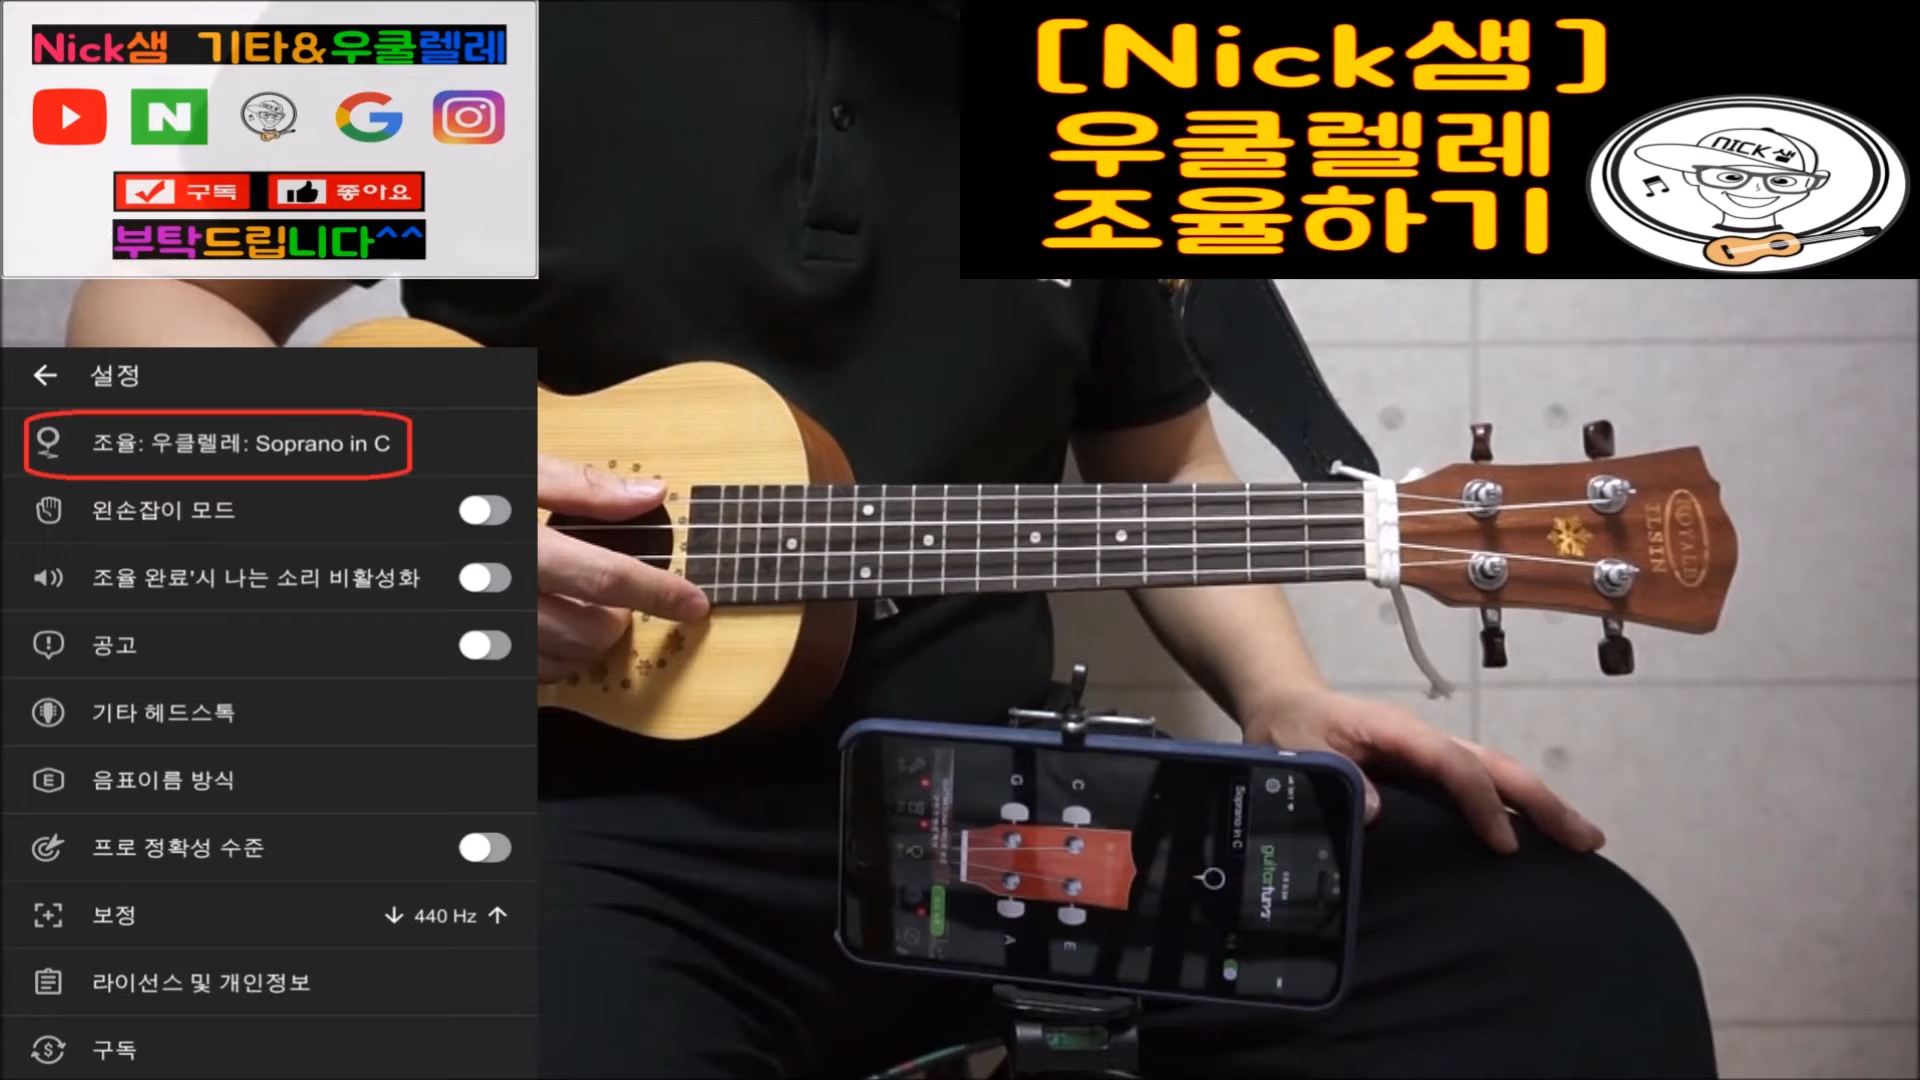 Nick샘 기타&우쿨렐레
N
구독 좋아요
부탁드립니다^^
[Nick샘]
우쿨렐레
조율하기
NICK 샘
설정
조율: 우클렐레: Soprano in C
왼손잡이 모드
조율 완료'시 나는 소리 비활성화
공고
기타 헤드스톡
E 음표이름 방식
프로 정확성 수준
보정 440 Hz
라이선스 및 개인정보
구독
ROYALE
ILSIN
guitartuna
Soprano in C
G C
A E